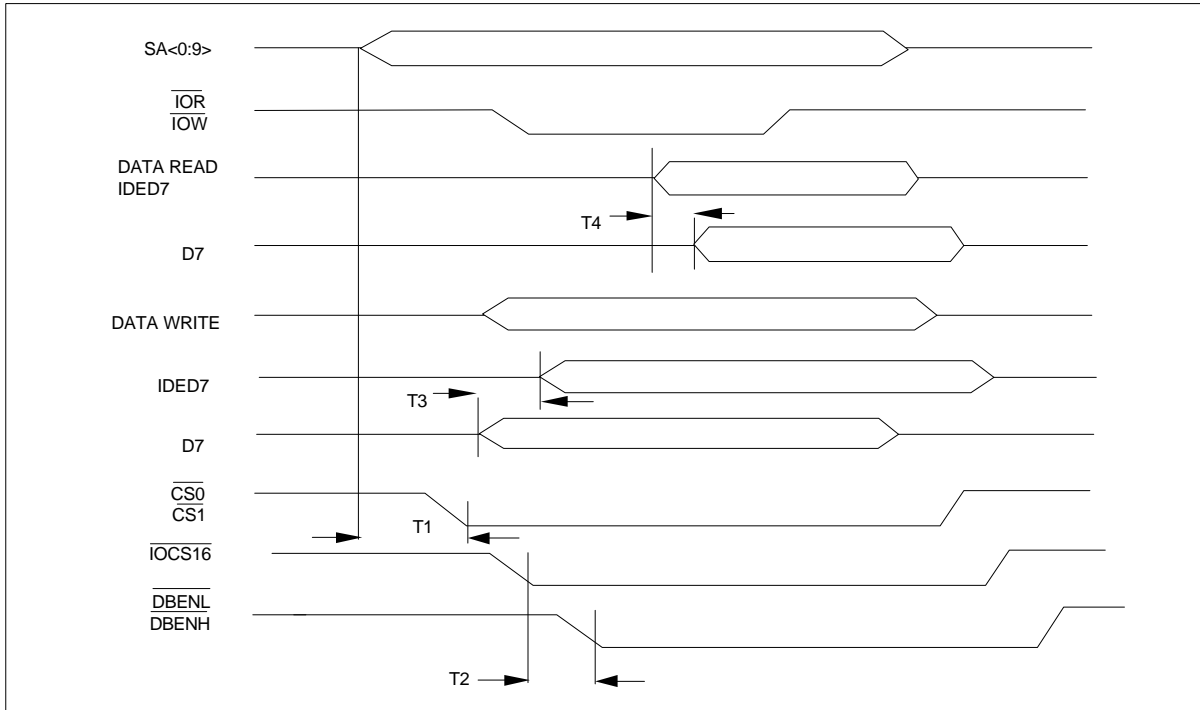 SA<0:9>
IOR
IOW
DATA READ
IDED7
T4
D7
DATA WRITE
IDED7
T3
D7
CS0
CS1
T1
IOCS16
DBENL
DBENH
T2